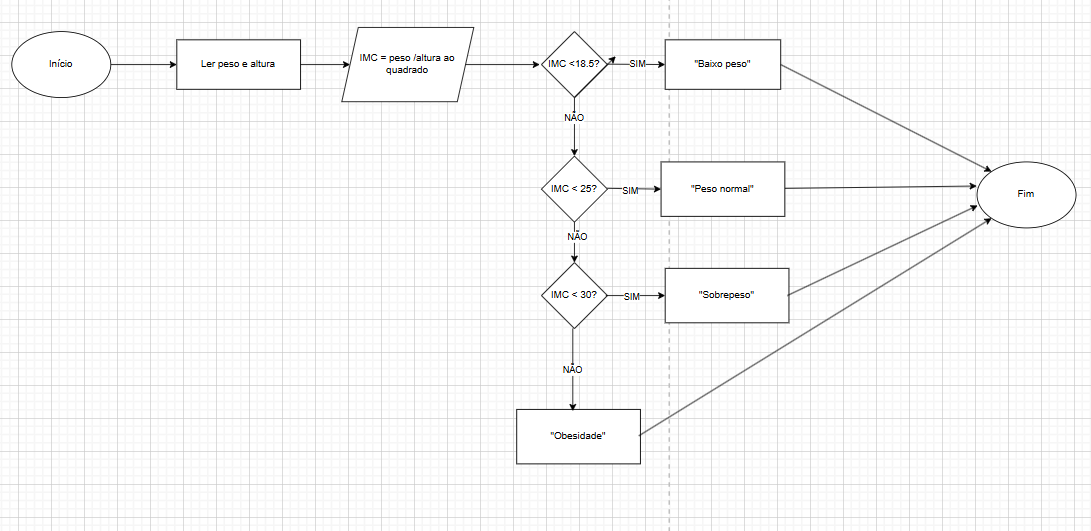 Início
Ler peso e altura
IMC = peso /altura ao
quadrado
IMC <18.5?
SIM
"Baixo peso"
NÃO
IMC < 25?
SIM
"Peso normal"
Fim
NÃO
IMC < 30?
SIM
"Sobrepeso"
NÃO
"Obesidade"